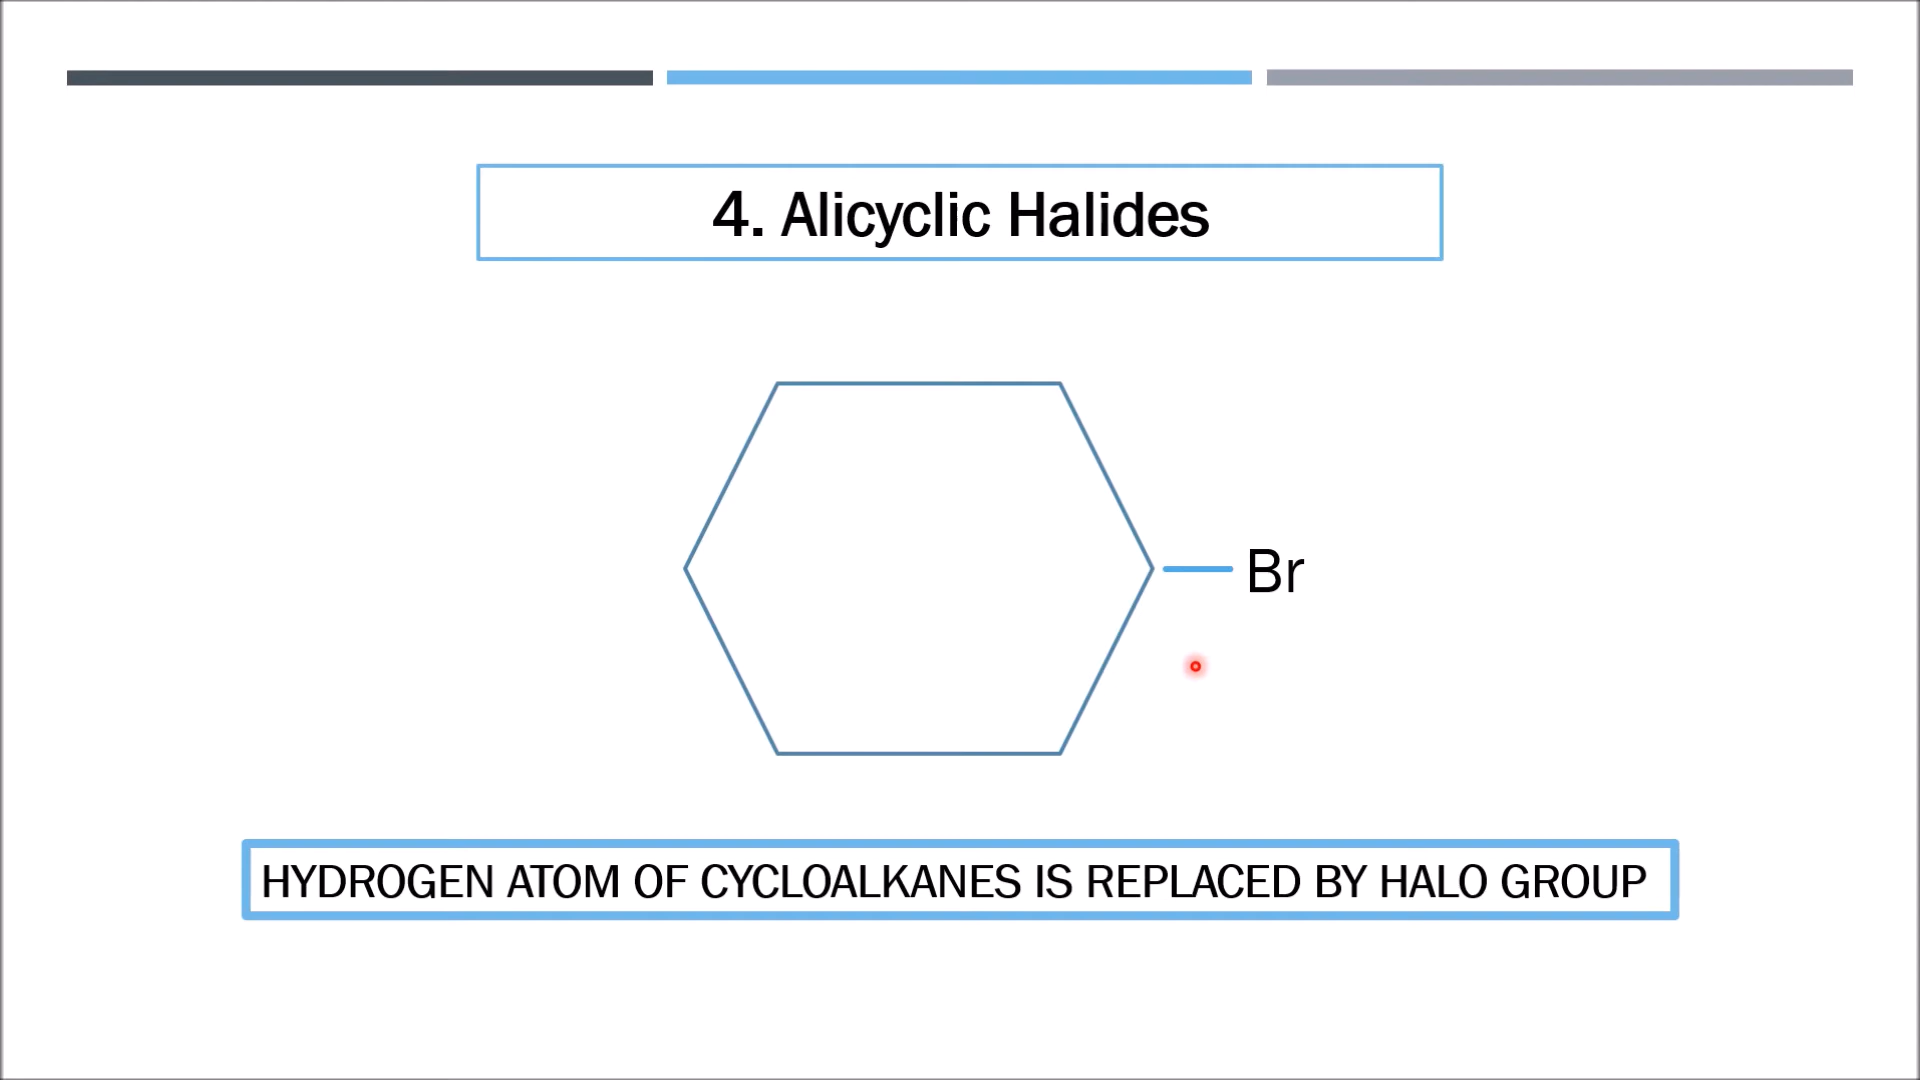 4. Alicyclic Halides
Br
HYDROGEN ATOM OF CYCLOALKANES IS REPLACED BY HALO GROUP